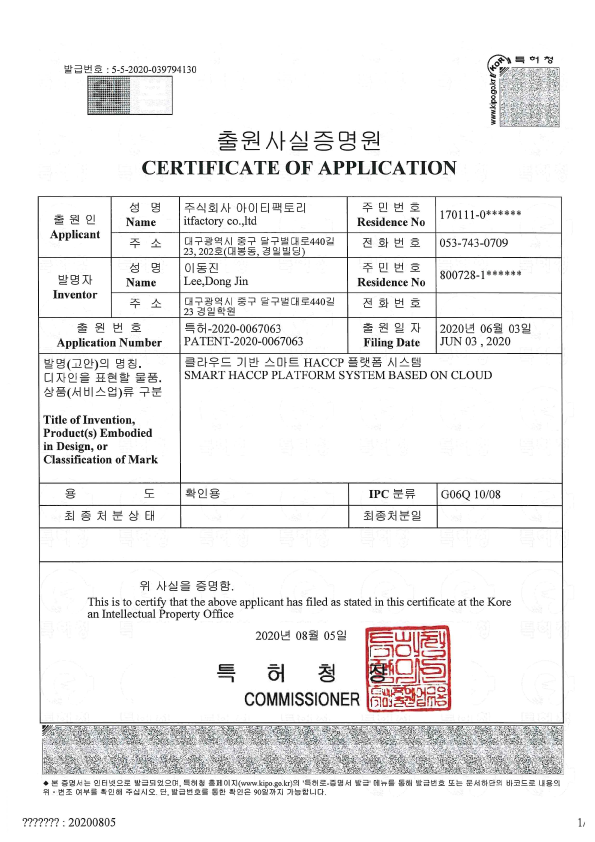 발급번호 : 5-5-2020-039794130
KOR 특허청
www.kipo.go.kr
출원사실증명원
CERTIFICATE OF APPLICATION
출 원 인
Applicant
성 명
Name
주식회사 아이티팩토리
itfactory co.,ltd
주 민 번 호
Residence No
170111-0******
주 소
대구광역시 중구 달구벌대로440길
23, 202호(대봉동, 경일빌딩)
전 화 번 호
053-743-0709
발명자
Inventor
성 명
Name
이동진
Lee,Dong Jin
주 민 번 호
Residence No
800728-1******
주 소
대구광역시 중구 달구벌대로440길
23 경일학원
전 화 번 호
출 원 번 호
Application Number
특허-2020-0067063
PATENT-2020-0067063
출 원 일 자
Filing Date
2020년 06월 03일
JUN 03 , 2020
발명(고안)의 명칭.
디자인을 표현할 물품.
상품(서비스업)류 구분
Title of Invention,
Product(s) Embodied
in Design, or
Classification of Mark
클라우드 기반 스마트 HACCP 플랫폼 시스템
SMART HACCP PLATFORM SYSTEM BASED ON CLOUD
용 도
확인용
IPC 분류
G06Q 10/08
최 종 처 분 상 태
최종처분일
위 사실을 증명함.
This is to certify that the above applicant has filed as stated in this certificate at the Kore
an Intellectual Property Office
2020년 08월 05일
특 허 청 장
COMMISSIONER
◆ 본 증명서는 인터넷으로 발급되었으며, 특허청 홈페이지(www.kipo.go.kr)의 '특허로-증명서 발급' 메뉴를 통해 발급번호 또는 문서하단의 바코드로 내용의
위ㆍ변조 여부를 확인해 주십시오. 단, 발급번호를 통한 확인은 90일까지 가능합니다.
??????? : 20200805
1/